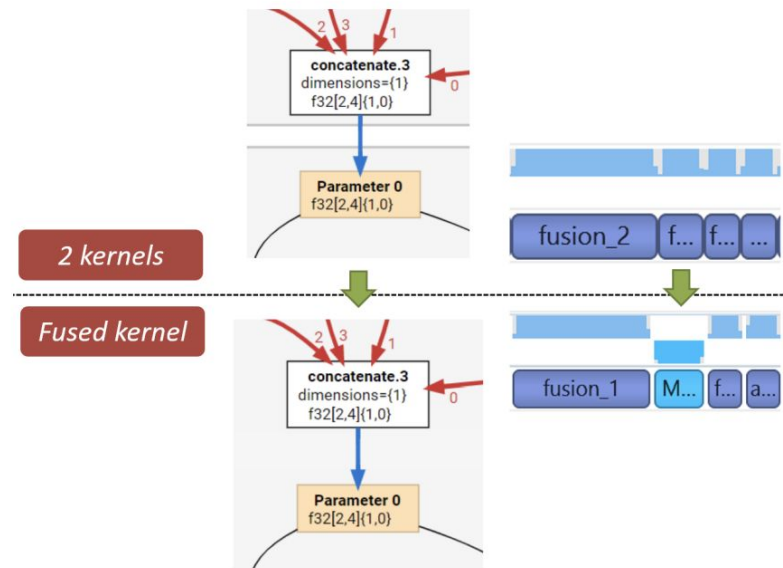 2
3
1
concatenate.3
dimensions={1}
f32[2,4]{1,0}
0
Parameter 0
f32[2,4]{1,0}
fusion_2
f...
f...
...
2 kernels
Fused kernel
2
3
1
concatenate.3
dimensions={1}
f32[2,4]{1,0}
0
Parameter 0
f32[2,4]{1,0}
fusion_1
M...
f...
a...